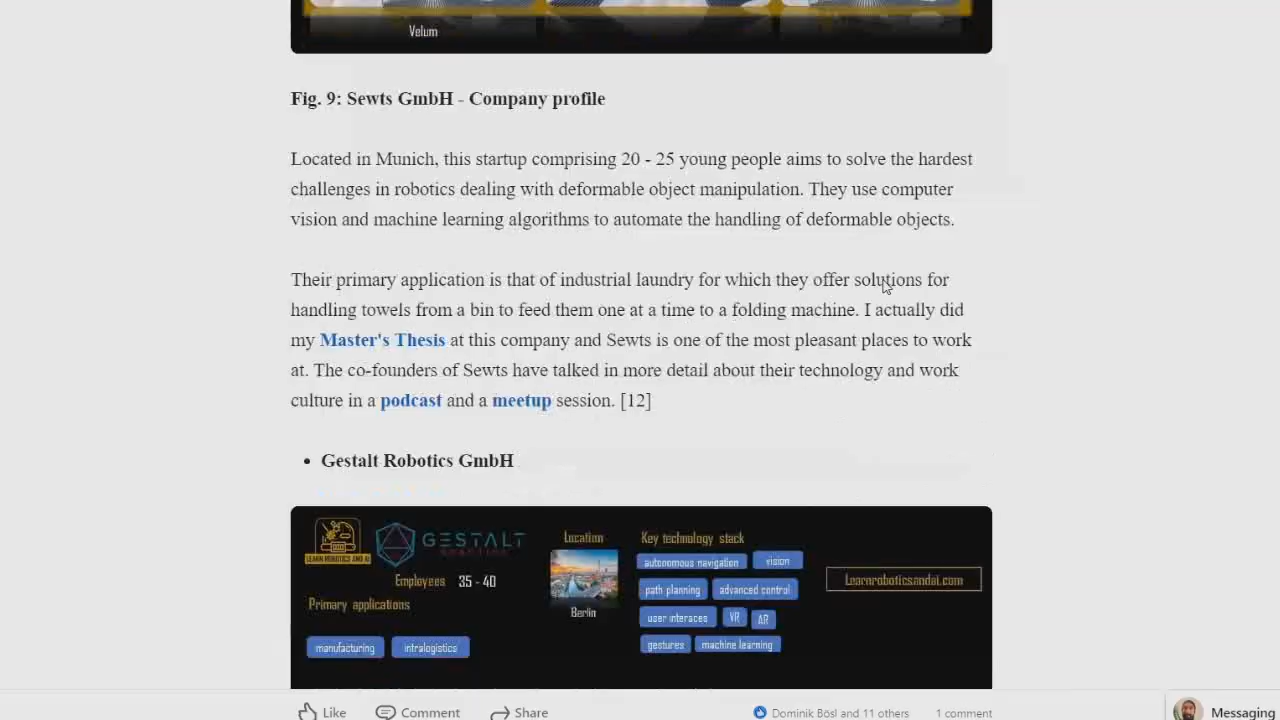 Velum
Fig. 9: Sewts GmbH - Company profile
Located in Munich, this startup comprising 20 - 25 young people aims to solve the hardest
challenges in robotics dealing with deformable object manipulation. They use computer
vision and machine learning algorithms to automate the handling of deformable objects.
Their primary application is that of industrial laundry for which they offer solutions for
handling towels from a bin to feed them one at a time to a folding machine. I actually did
my Master's Thesis at this company and Sewts is one of the most pleasant places to work
at. The co-founders of Sewts have talked in more detail about their technology and work
culture in a podcast and a meetup session. [12]
• Gestalt Robotics GmbH
LEARN ROBOTICS AND AI
GESTALT
ROBOTICS
Employees 35 - 40
Primary applications
manufacturing intralogistics
Location
Berlin
Key technology stack
autonomous navigation vision
path planning advanced control
user interaces VR AR
gestures machine learning
Learnroboticsandai.com
Like Comment Share Dominik Bösl and 11 others 1 comment
Messaging